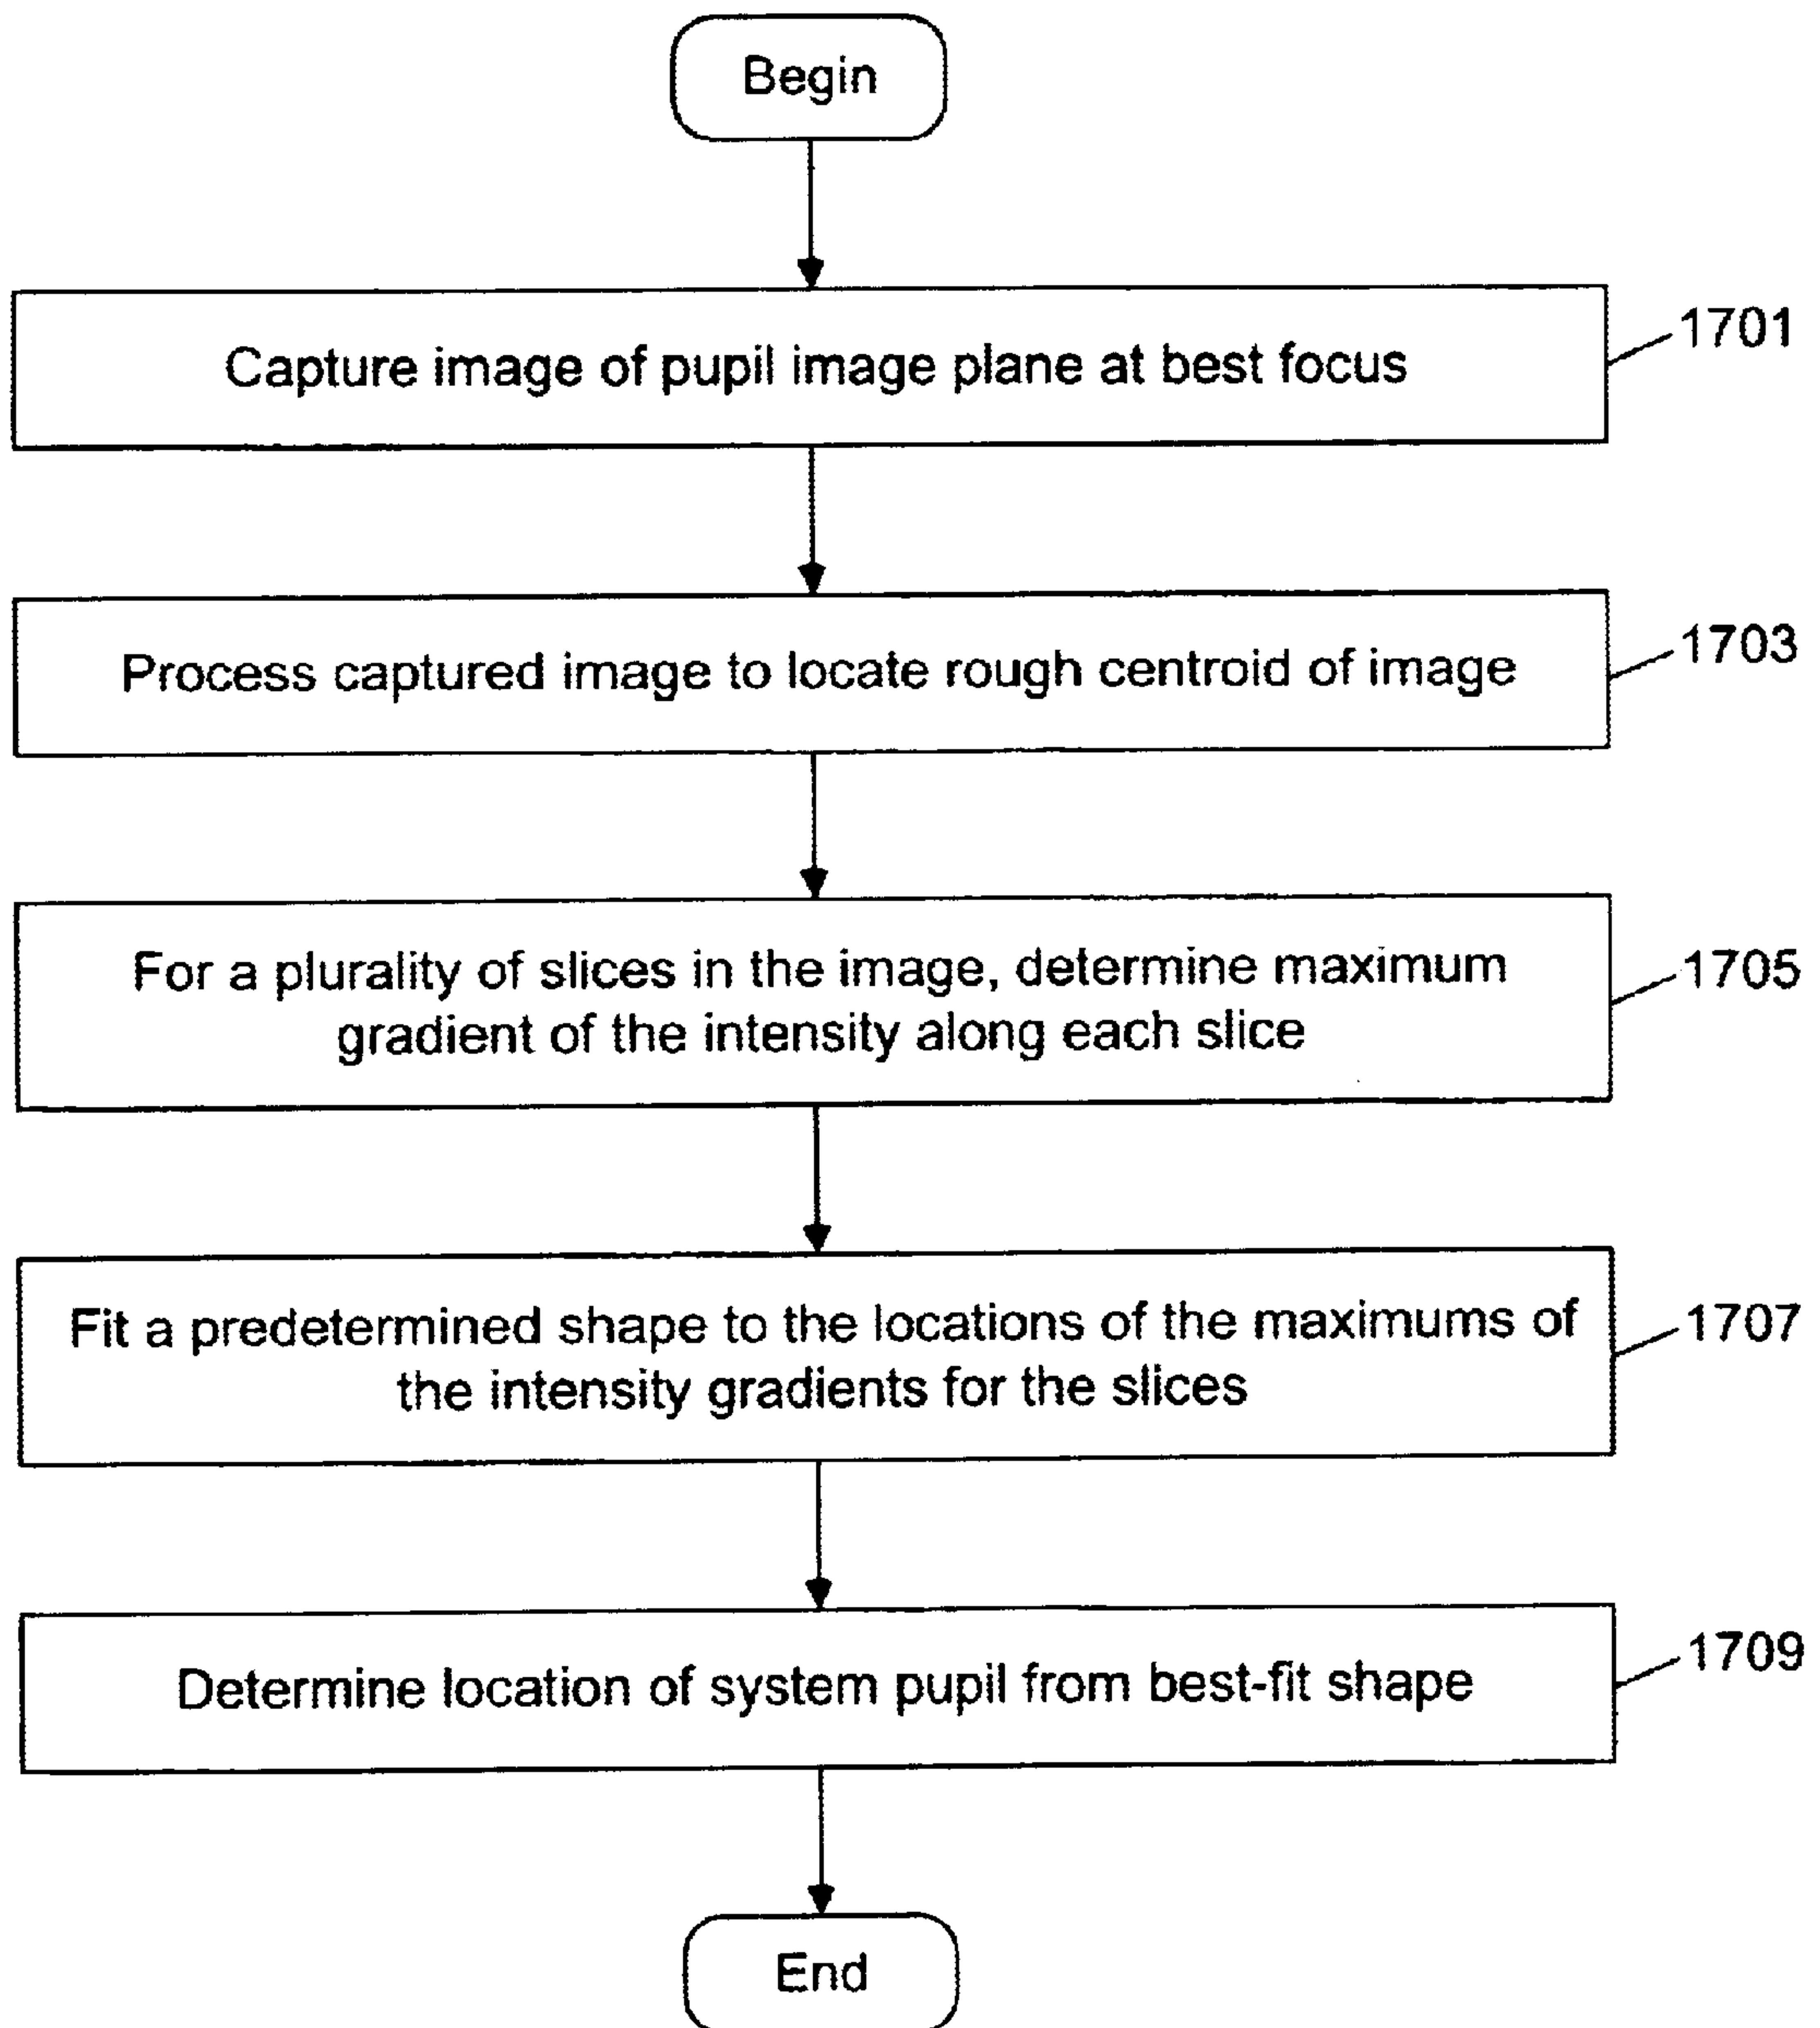 Begin
Capture image of pupil image plane at best focus
1701
Process captured image to locate rough centroid of image
1703
For a plurality of slices in the image, determine maximum
gradient of the intensity along each slice
1705
Fit a predetermined shape to the locations of the maximums of
the intensity gradients for the slices
1707
Determine location of system pupil from best-fit shape
1709
End